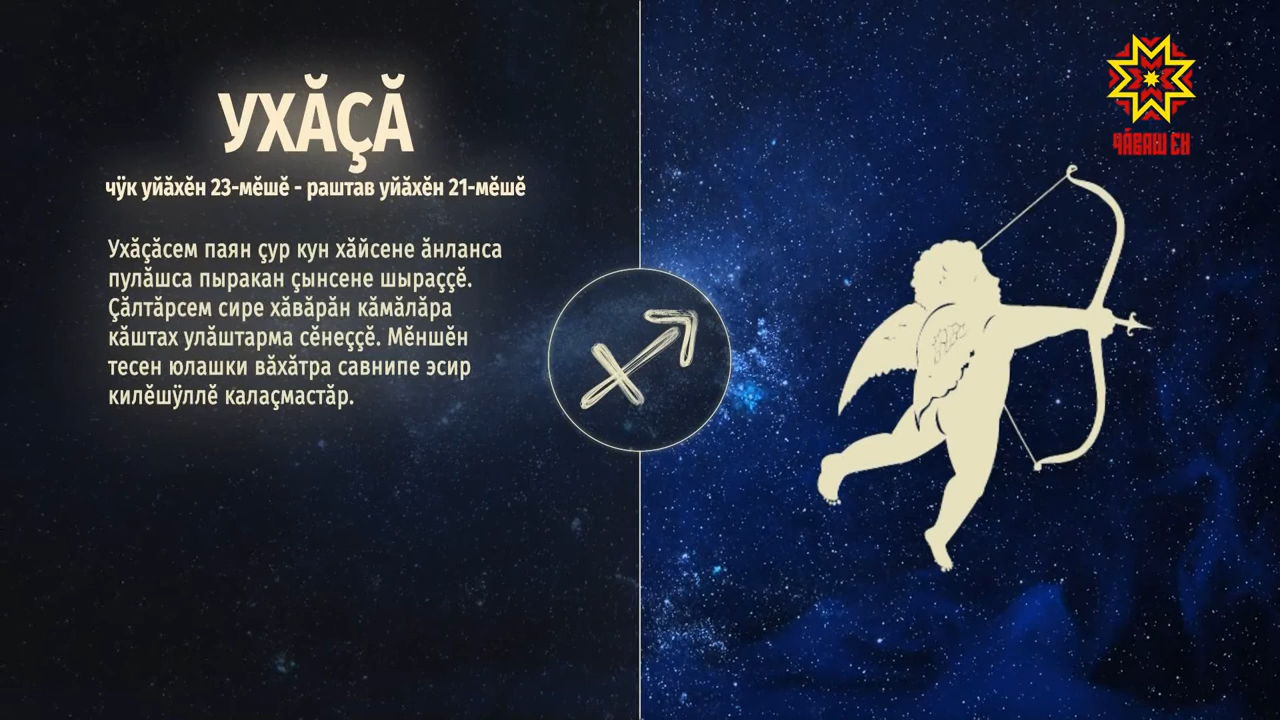 УХӐҪӐ
чӳк уйӑхӗн 23-мӗшӗ - раштав уйӑхӗн 21-мӗшӗ
Ухӑҫӑсем паян ҫур кун хӑйсене ӑнланса
пулӑшса пыракан ҫынсене шыраҫҫӗ.
Ҫӑлтӑрсем сире хӑвӑрӑн кӑмӑлӑра
кӑштах улӑштарма сӗнеҫҫӗ. Мӗншӗн
тесен юлашки вӑхӑтра савнипе эсир
килӗшӳллӗ калаҫмастӑр.
ЧӐВАШ ЕН